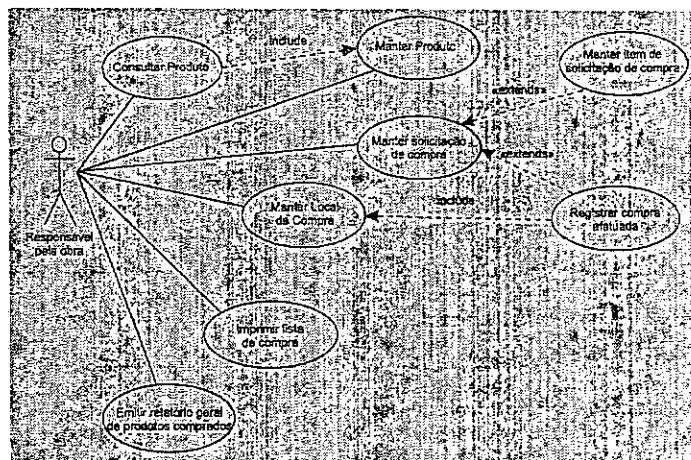 Consultar Produto
include
Manter Produto
Manter item de
solicitação de compra
«extends»
Manter solicitação
de compra
«extends»
Manter Local
de Compra
include
Registrar compra
efetuada
Responsável
pela obra
Imprimir lista
de compra
Emitir relatório geral
de produtos comprados